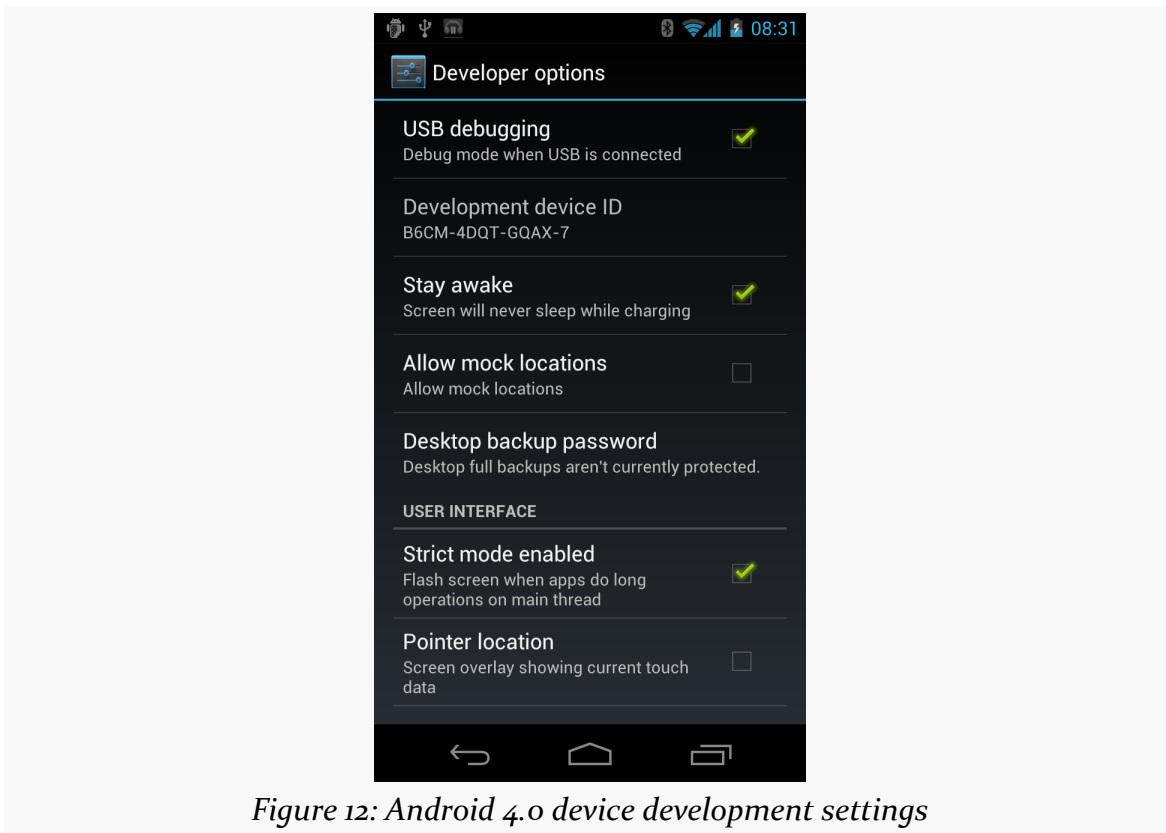 08:31
Developer options
USB debugging
Debug mode when USB is connected
Development device ID
B6CM-4DQT-GQAX-7
Stay awake
Screen will never sleep while charging
Allow mock locations
Allow mock locations
Desktop backup password
Desktop full backups aren't currently protected.
USER INTERFACE
Strict mode enabled
Flash screen when apps do long
operations on main thread
Pointer location
Screen overlay showing current touch
data
Figure 12: Android 4.0 device development settings